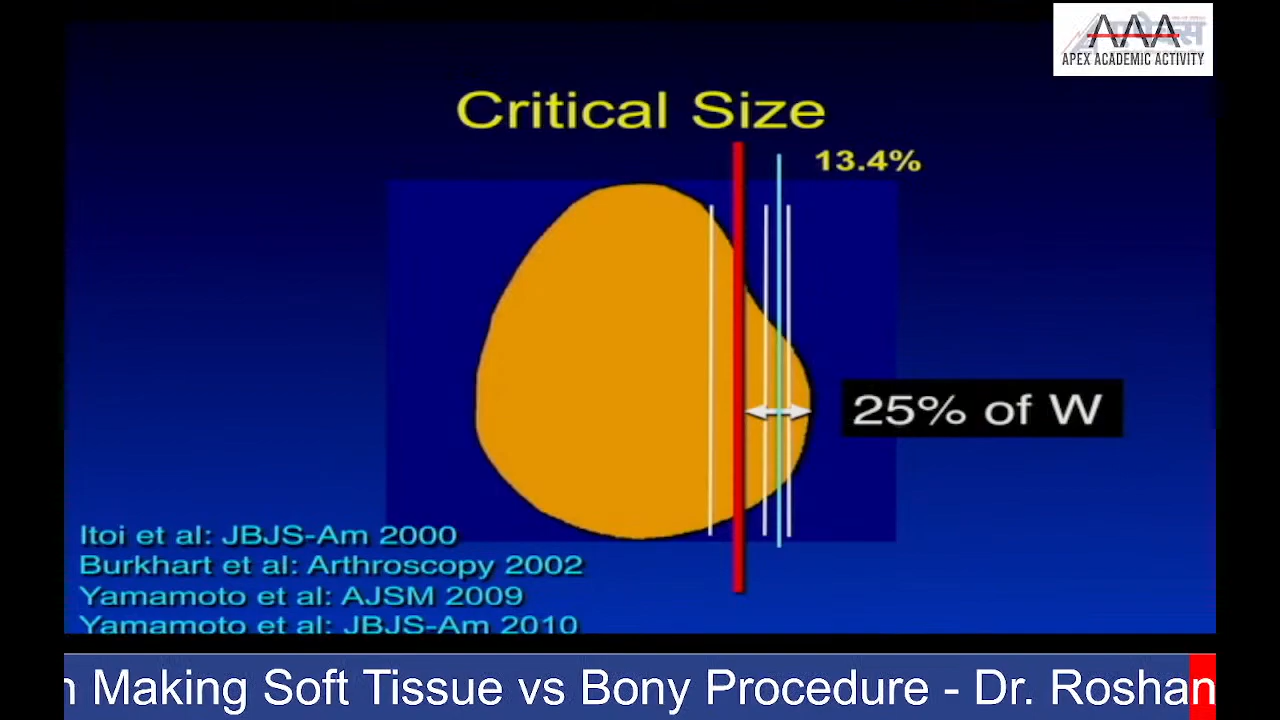 AAA
APEX ACADEMIC ACTIVITY
Critical Size
13.4%
25% of W
Itoi et al: JBJS-Am 2000
Burkhart et al: Arthroscopy 2002
Yamamoto et al: AJSM 2009
Yamamoto et al: JBJS-Am 2010
Making Soft Tissue vs Bony Procedure - Dr. Roshan